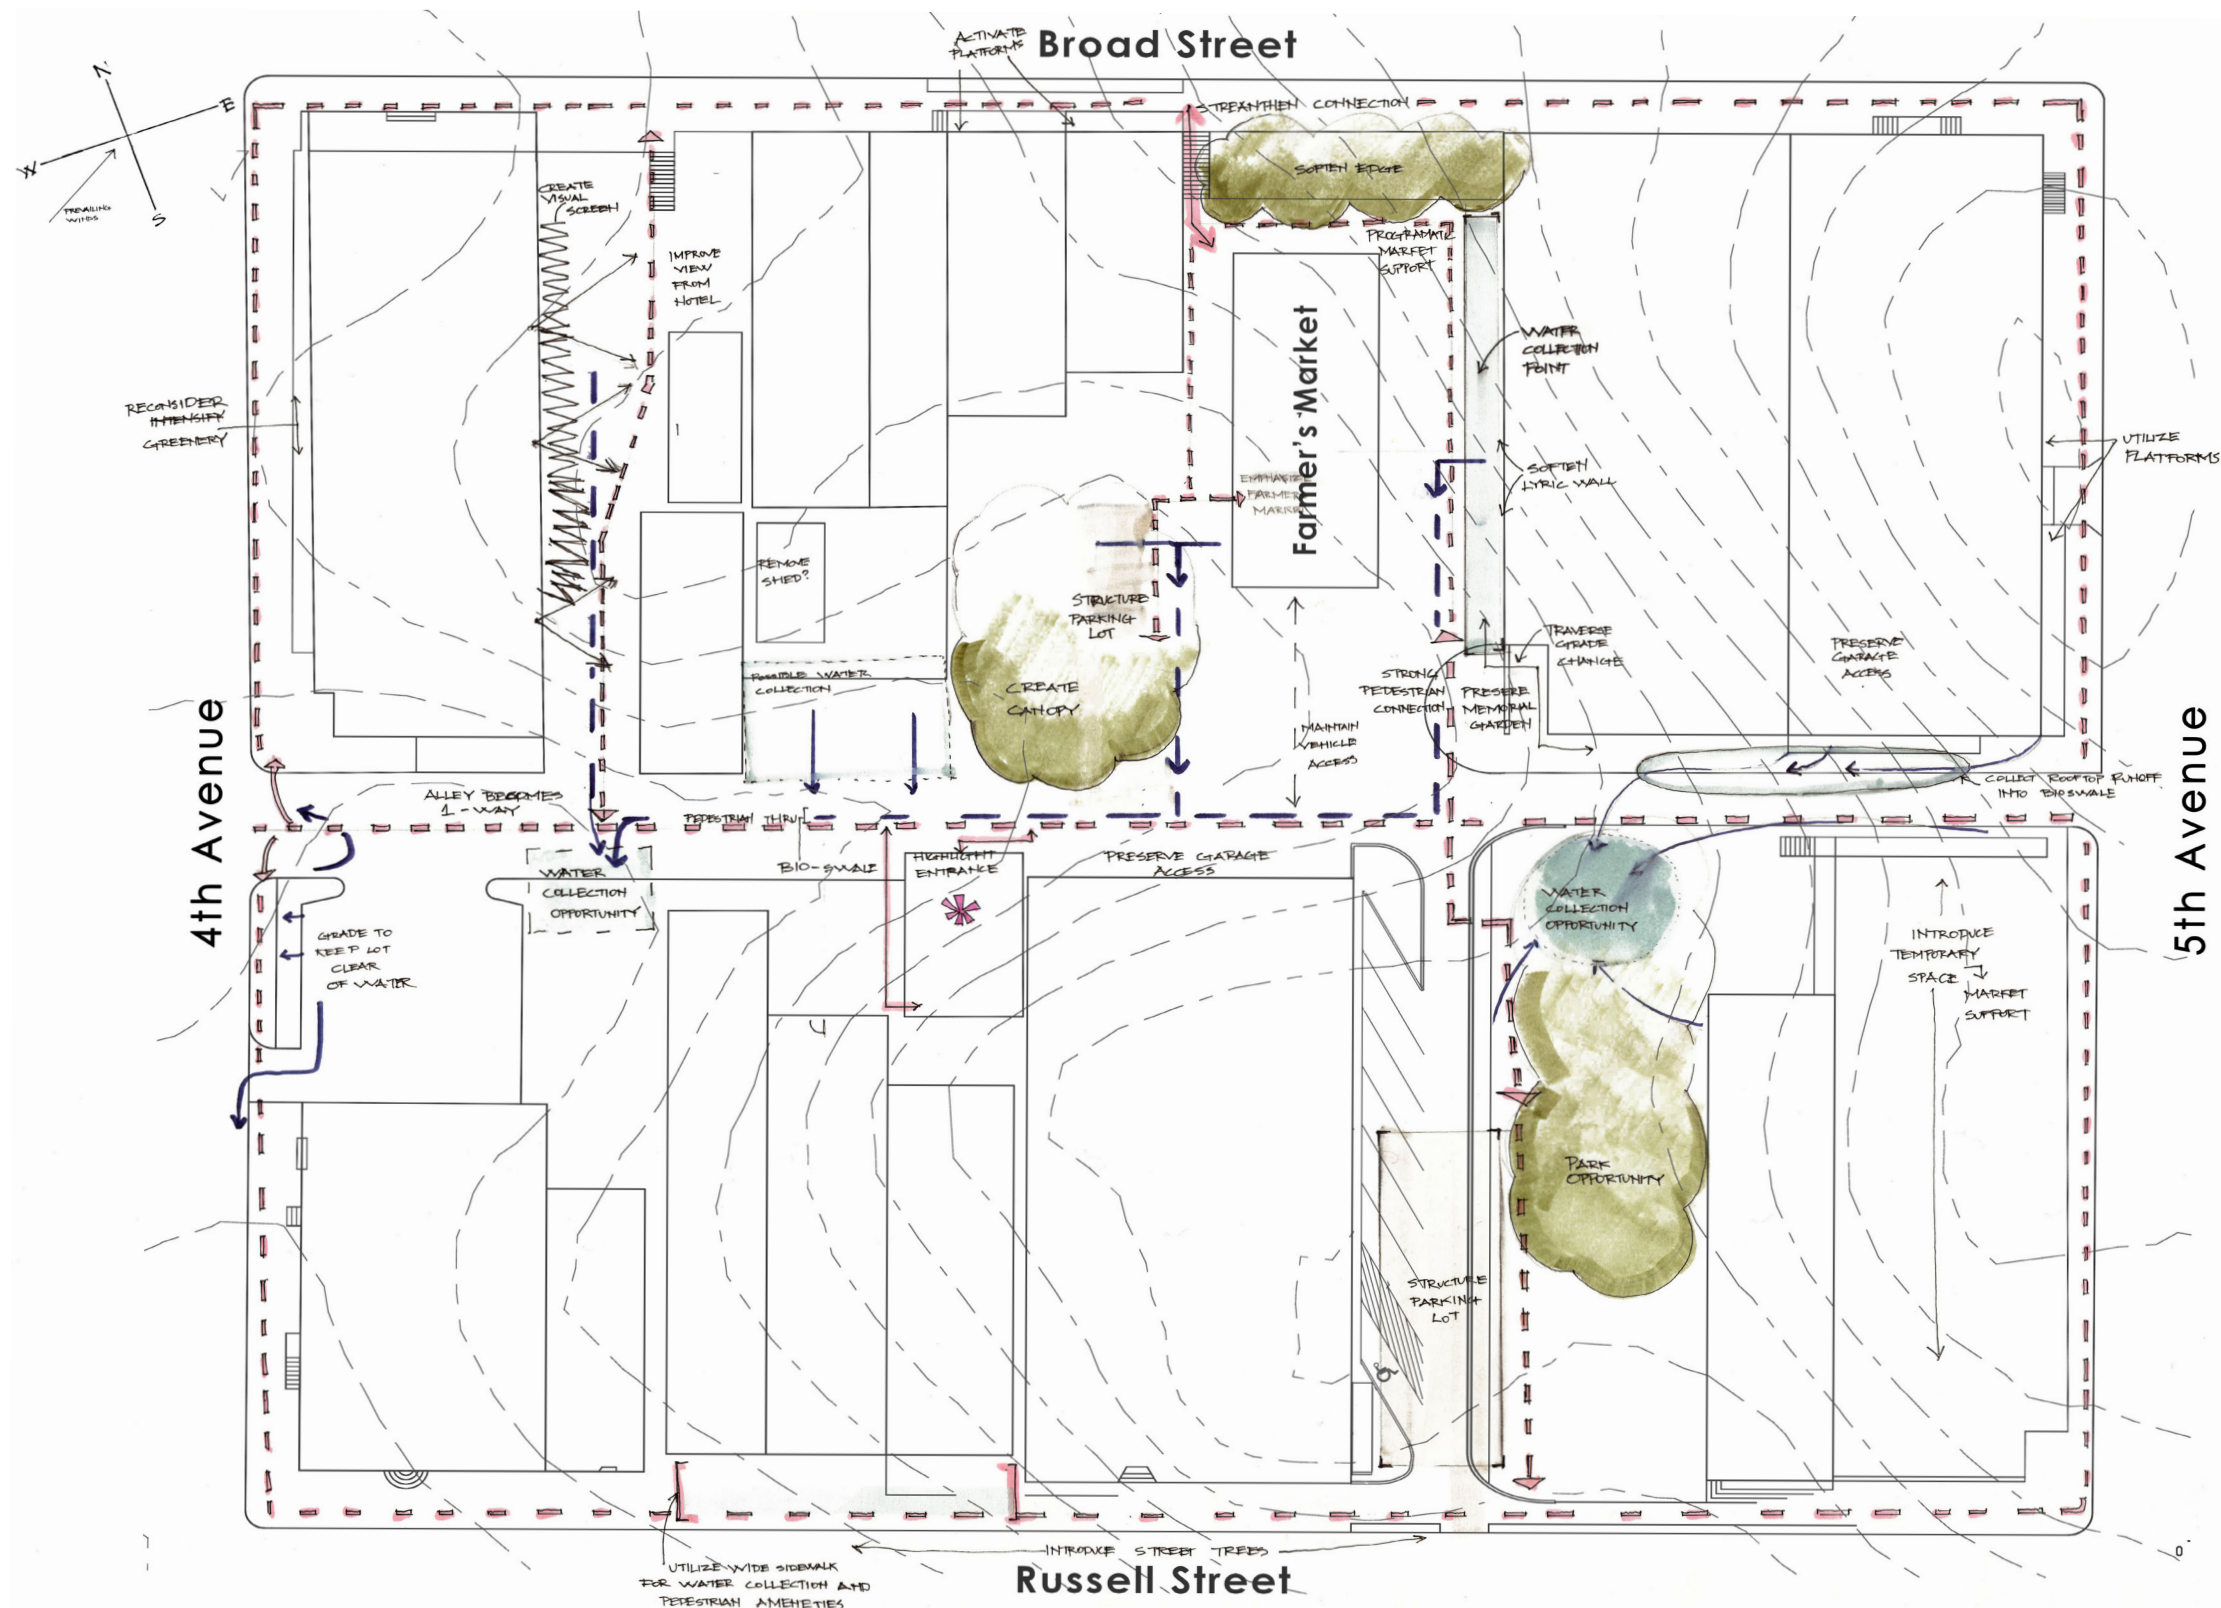 ACTIVATE
PLATFORMS
Broad Street
N
E
W
S
PREVAILING
WINDS
STRENTHEN CONNECTION
SOFTEN EDGE
CREATE
VISUAL
SCREEN
IMPROVE
VIEW
FROM
HOTEL
PROGRAMATIC
MARKET
SUPPORT
WATER
COLLECTION
POINT
RECONSIDER
INTENSIFY
GREENERY
Farmer's Market
EMPHASIZE
FARMER
MARKET
SOFTEN
LYRIC WALL
UTILIZE
PLATFORMS
REMOVE
SHED?
STRUCTURE
PARKING
LOT
POSSIBLE WATER
COLLECTION
CREATE
CANOPY
STRONG
PEDESTRIAN
CONNECTION
PRESERE
MEMORIAL
GARDEN
TRAVERSE
GRADE
CHANGE
PRESERVE
GARAGE
ACCESS
MAINTAIN
VEHICLE
ACCESS
COLLECT ROOFTOP RUNOFF
INTO BIOSWALE
4th Avenue
5th Avenue
ALLEY BECOMES
1-WAY
PEDESTRIAN THRU
BIO-SWALE
HIGHLIGHT
ENTRANCE
PRESERVE GARAGE
ACCESS
WATER
COLLECTION
OPPORTUNITY
WATER
COLLECTION
OPPORTUNITY
GRADE TO
KEEP LOT
CLEAR
OF WATER
INTRODUCE
TEMPORARY
SPACE
MARKET
SUPPORT
PARK
OPPORTUNITY
STRUCTURE
PARKING
LOT
INTRODUCE STREET TREES
UTILIZE WIDE SIDEWALK
FOR WATER COLLECTION AND
PEDESTRIAN AMENETIES
Russell Street
0'